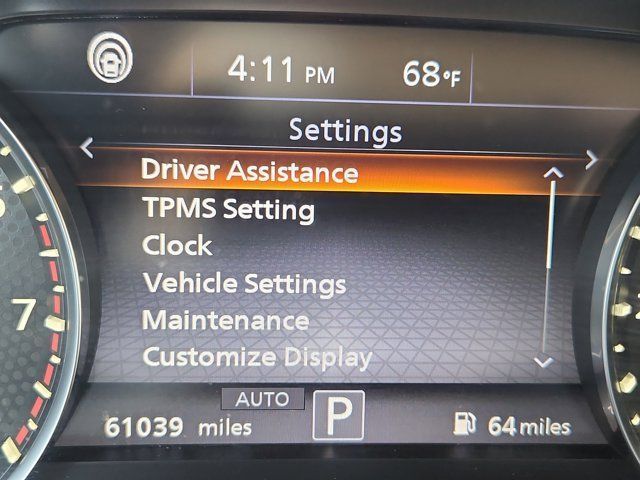 4:11 PM 68°F
Settings
Driver Assistance
TPMS Setting
Clock
Vehicle Settings
Maintenance
Customize Display
7
AUTO
61039 miles P 64 miles